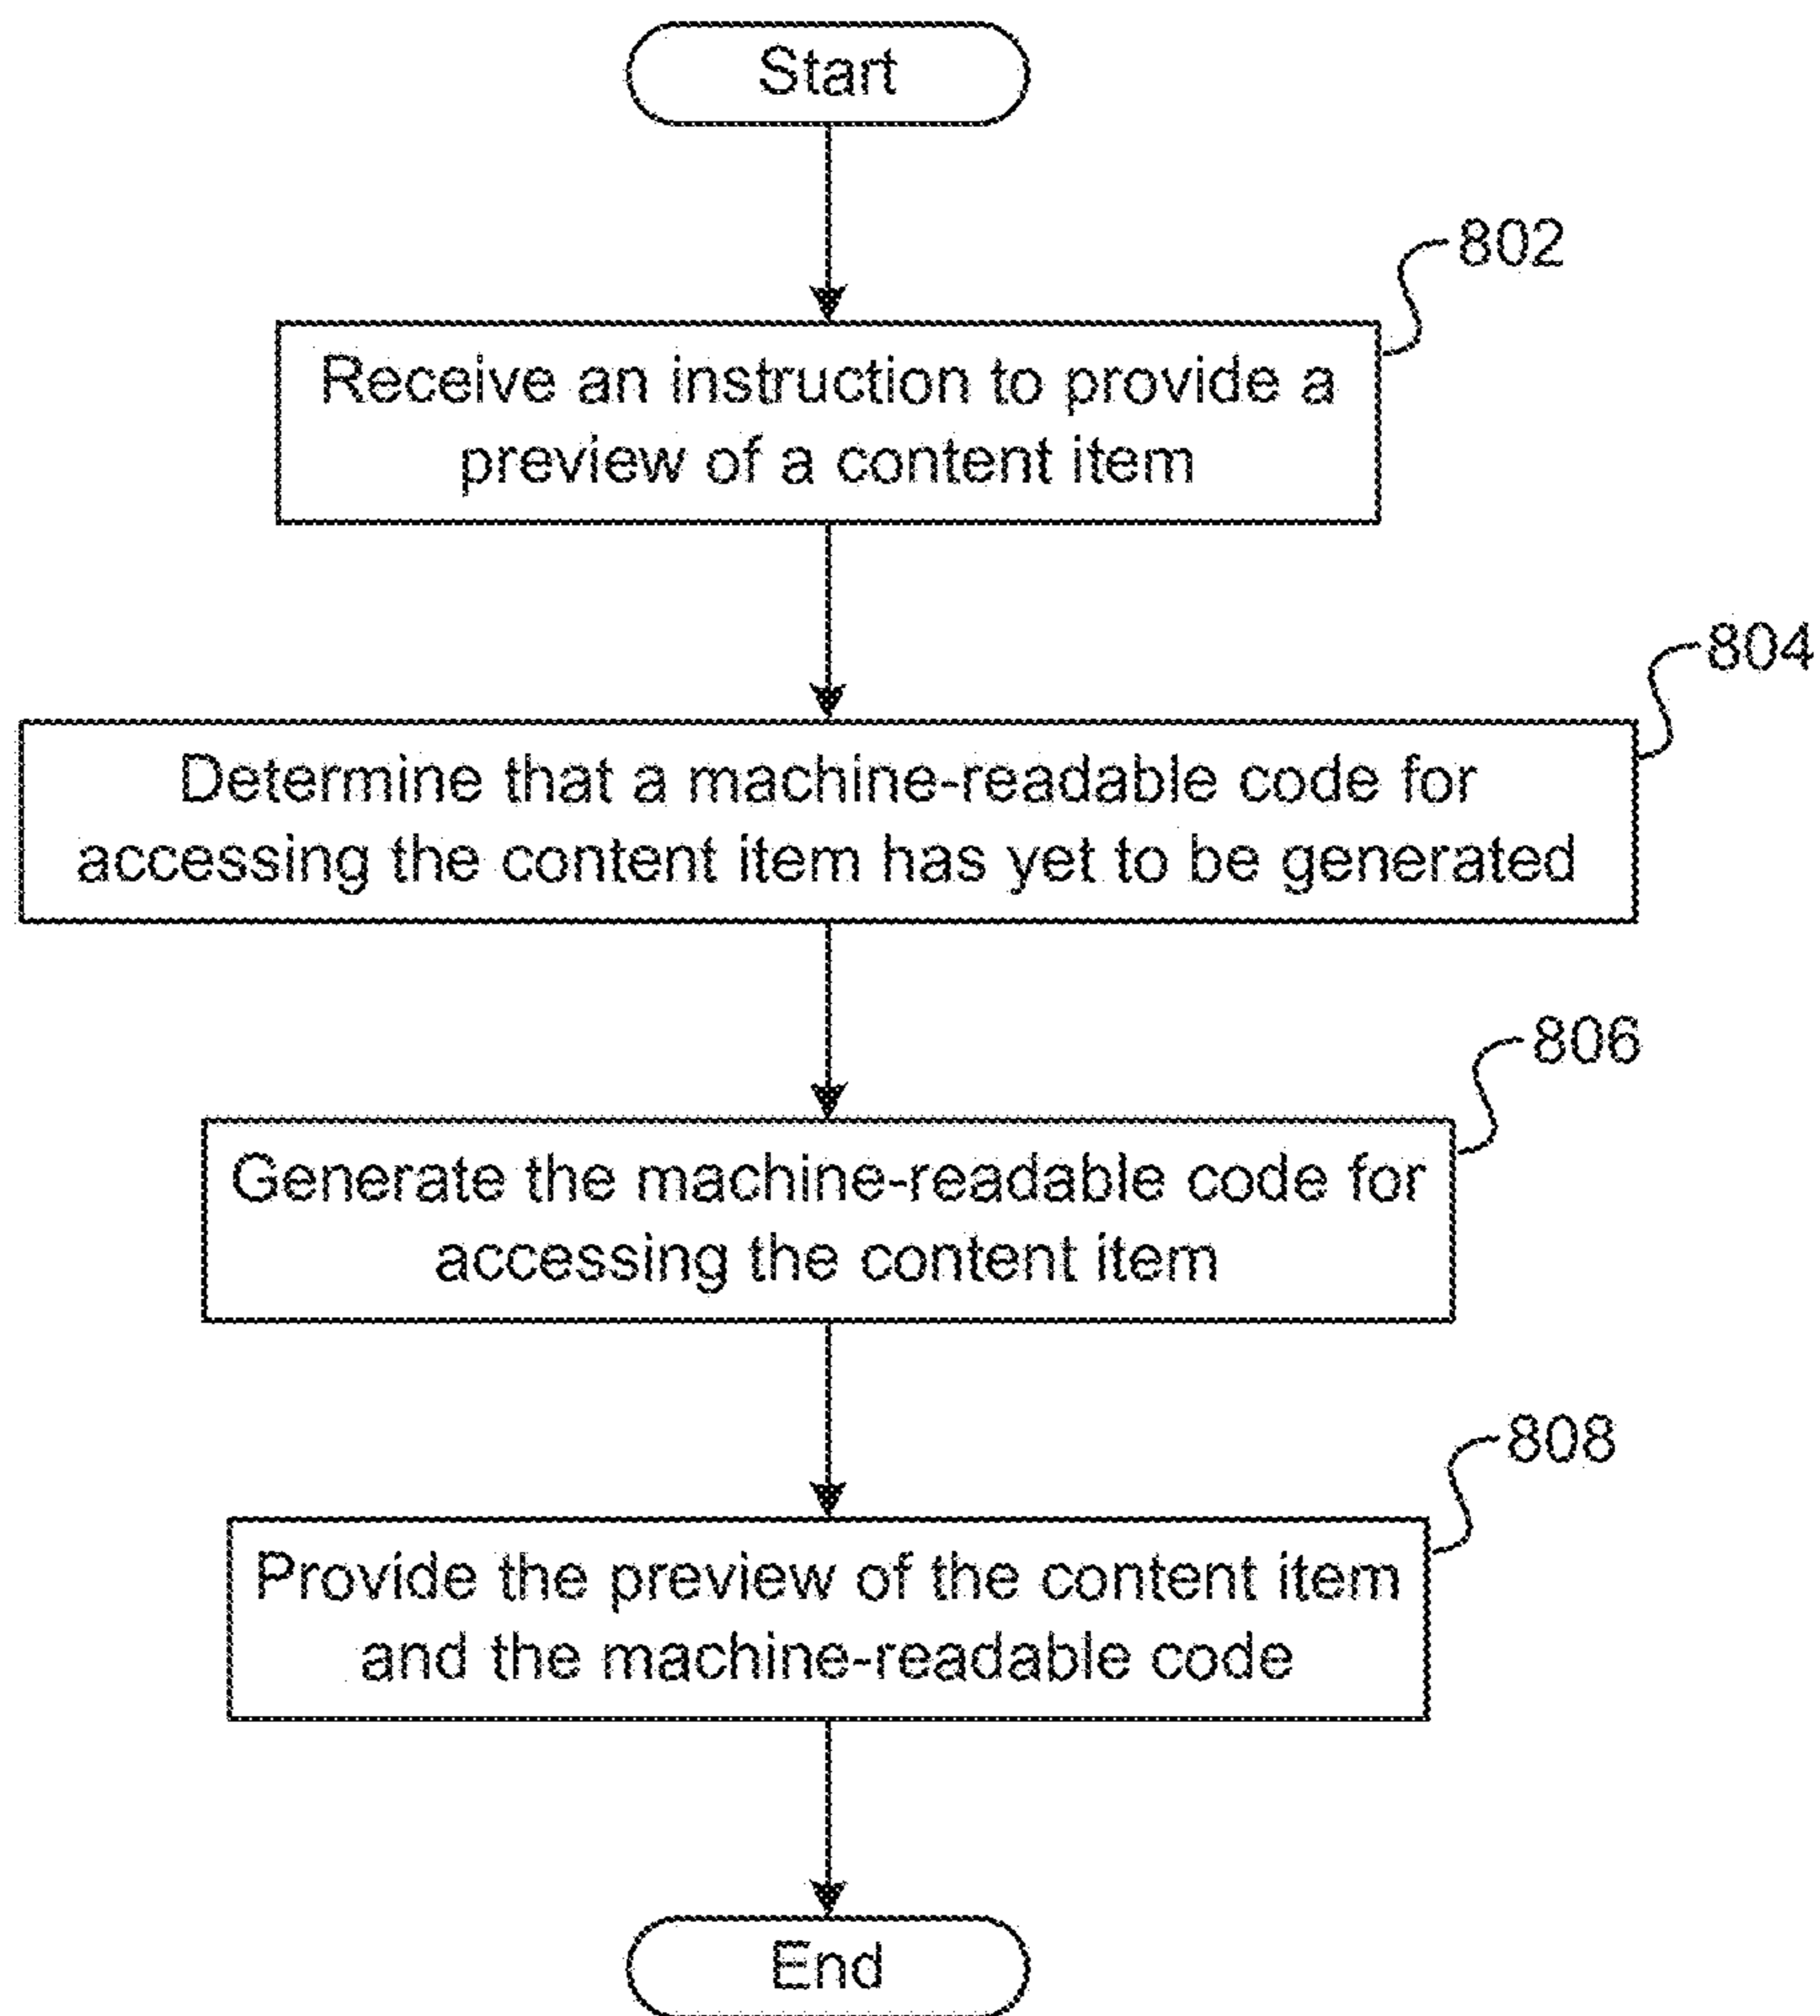 Start
802
Receive an instruction to provide a
preview of a content item
804
Determine that a machine-readable code for
accessing the content item has yet to be generated
806
Generate the machine-readable code for
accessing the content item
808
Provide the preview of the content item
and the machine-readable code
End